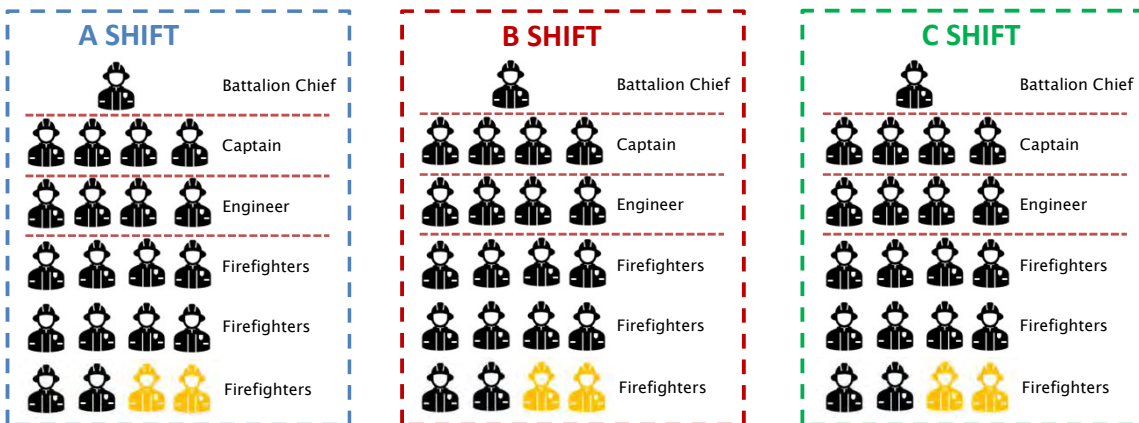 A SHIFT
Battalion Chief
Captain
Engineer
Firefighters
Firefighters
Firefighters
B SHIFT
Battalion Chief
Captain
Engineer
Firefighters
Firefighters
Firefighters
C SHIFT
Battalion Chief
Captain
Engineer
Firefighters
Firefighters
Firefighters